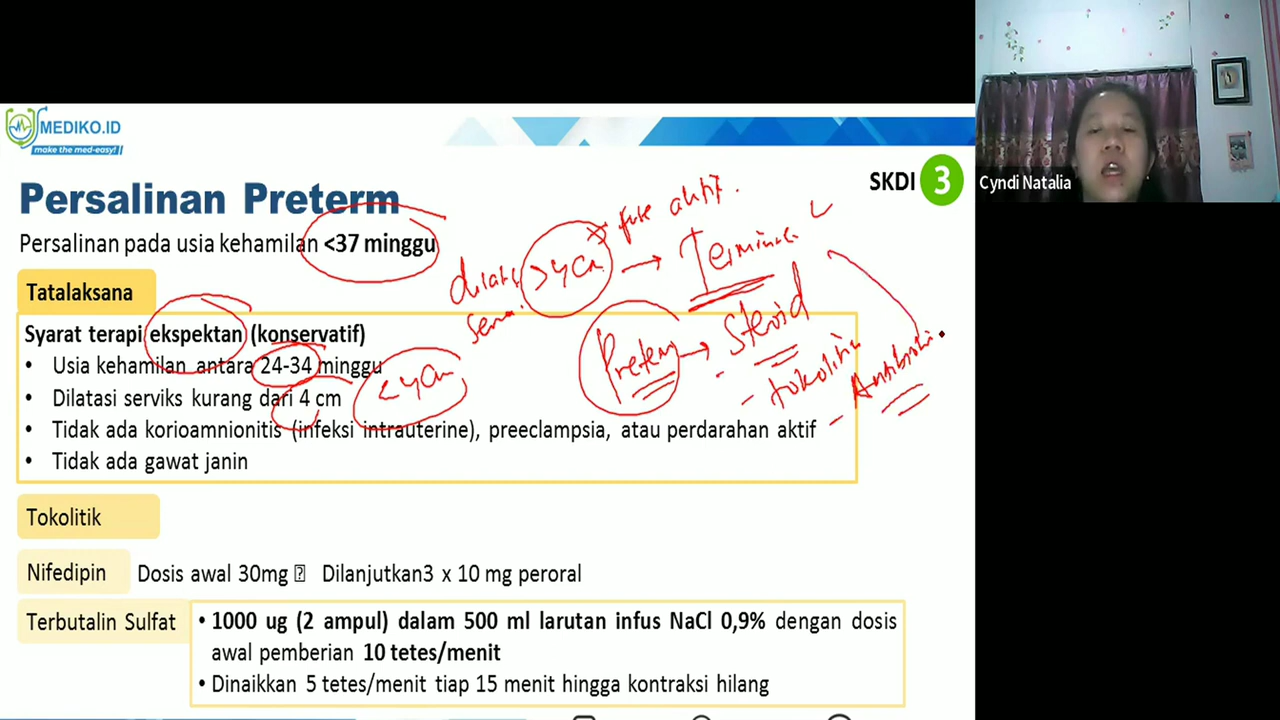 MEDIKO.ID
make the med-easy!
SKDI 3
Cyndi Natalia
Persalinan Preterm
Persalinan pada usia kehamilan <37 minggu
Tatalaksana
Syarat terapi ekspektan (konservatif)
• Usia kehamilan antara 24-34 minggu
• Dilatasi serviks kurang dari 4 cm
• Tidak ada korioamnionitis (infeksi intrauterine), preeclampsia, atau perdarahan aktif
• Tidak ada gawat janin
> 4 cm
fase aktif.
→
< 4 cm
Preterm → Steroid
- tokolitik
- Antibiotik
Tokolitik
Nifedipin Dosis awal 30mg Dilanjutkan3 x 10 mg peroral
Terbutalin Sulfat
• 1000 ug (2 ampul) dalam 500 ml larutan infus NaCl 0,9% dengan dosis
awal pemberian 10 tetes/menit
• Dinaikkan 5 tetes/menit tiap 15 menit hingga kontraksi hilang